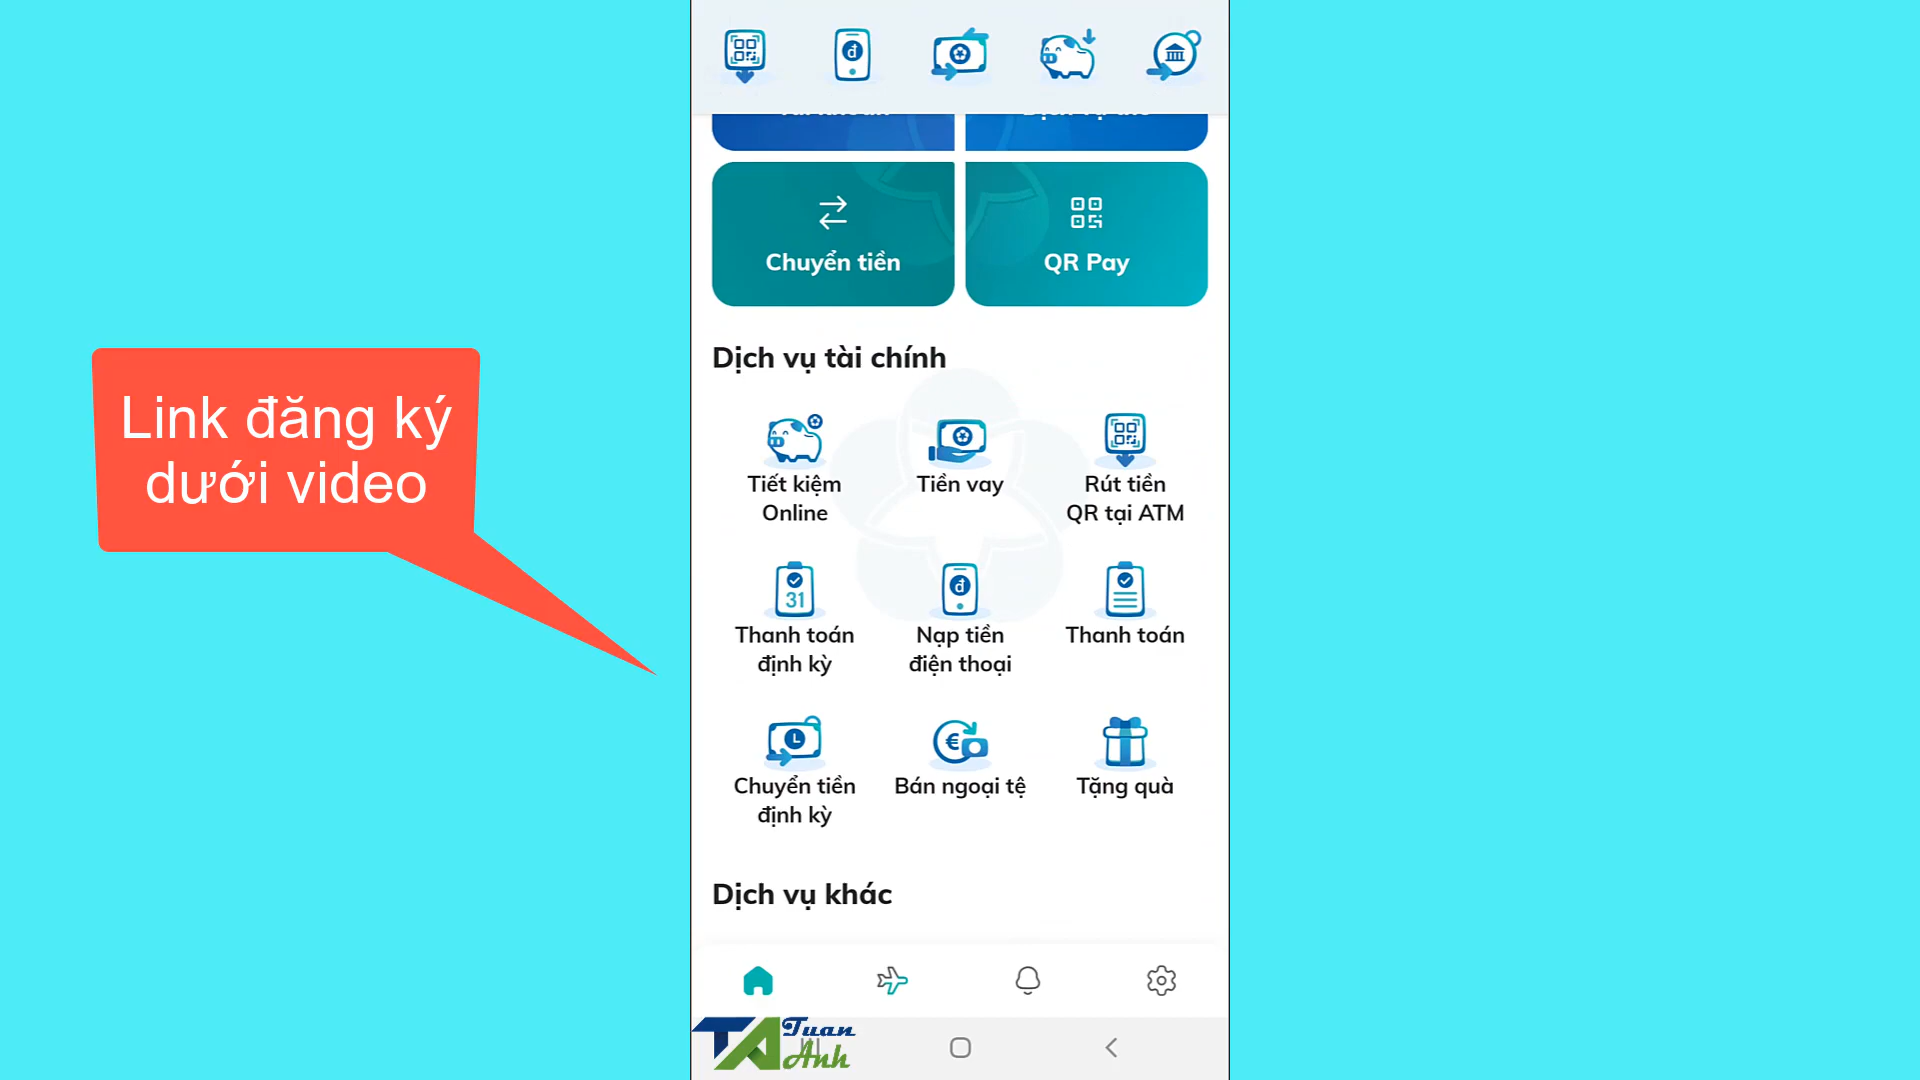 Chuyển tiền
QR Pay
Dịch vụ tài chính
Link đăng ký
dưới video
Tiết kiệm
Online
Tiền vay
Rút tiền
QR tại ATM
31
Thanh toán
định kỳ
Nạp tiền
điện thoại
Thanh toán
Chuyển tiền
định kỳ
Bán ngoại tệ
Tặng quà
Dịch vụ khác
TA Tuan
Anh